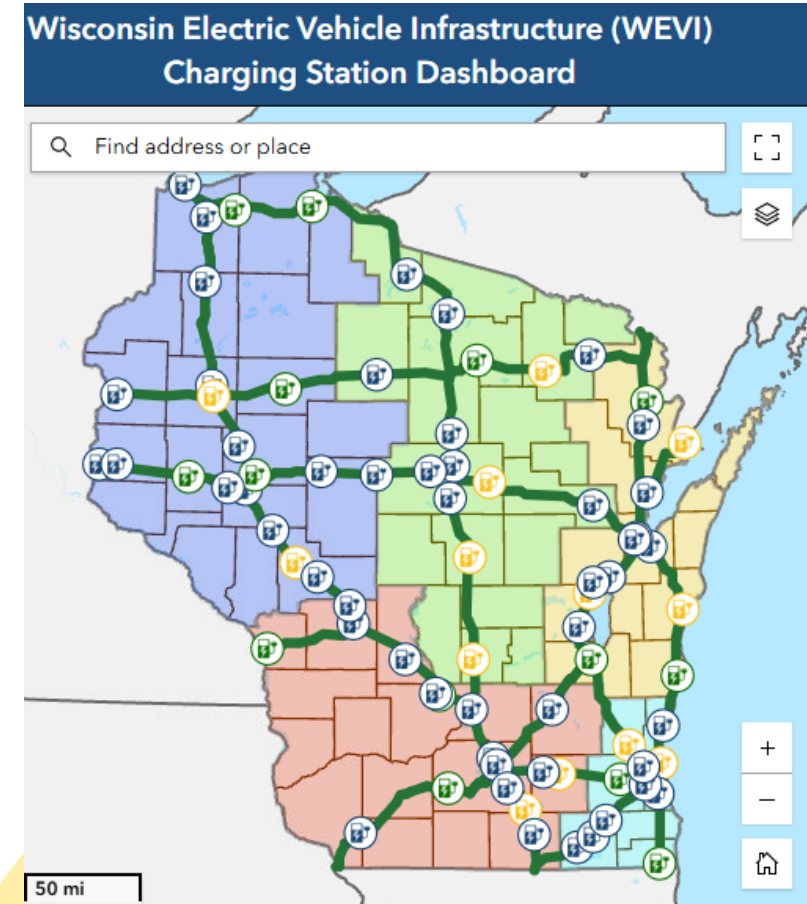 Wisconsin Electric Vehicle Infrastructure (WEVI)
Charging Station Dashboard
Find address or place
+
−
50 mi